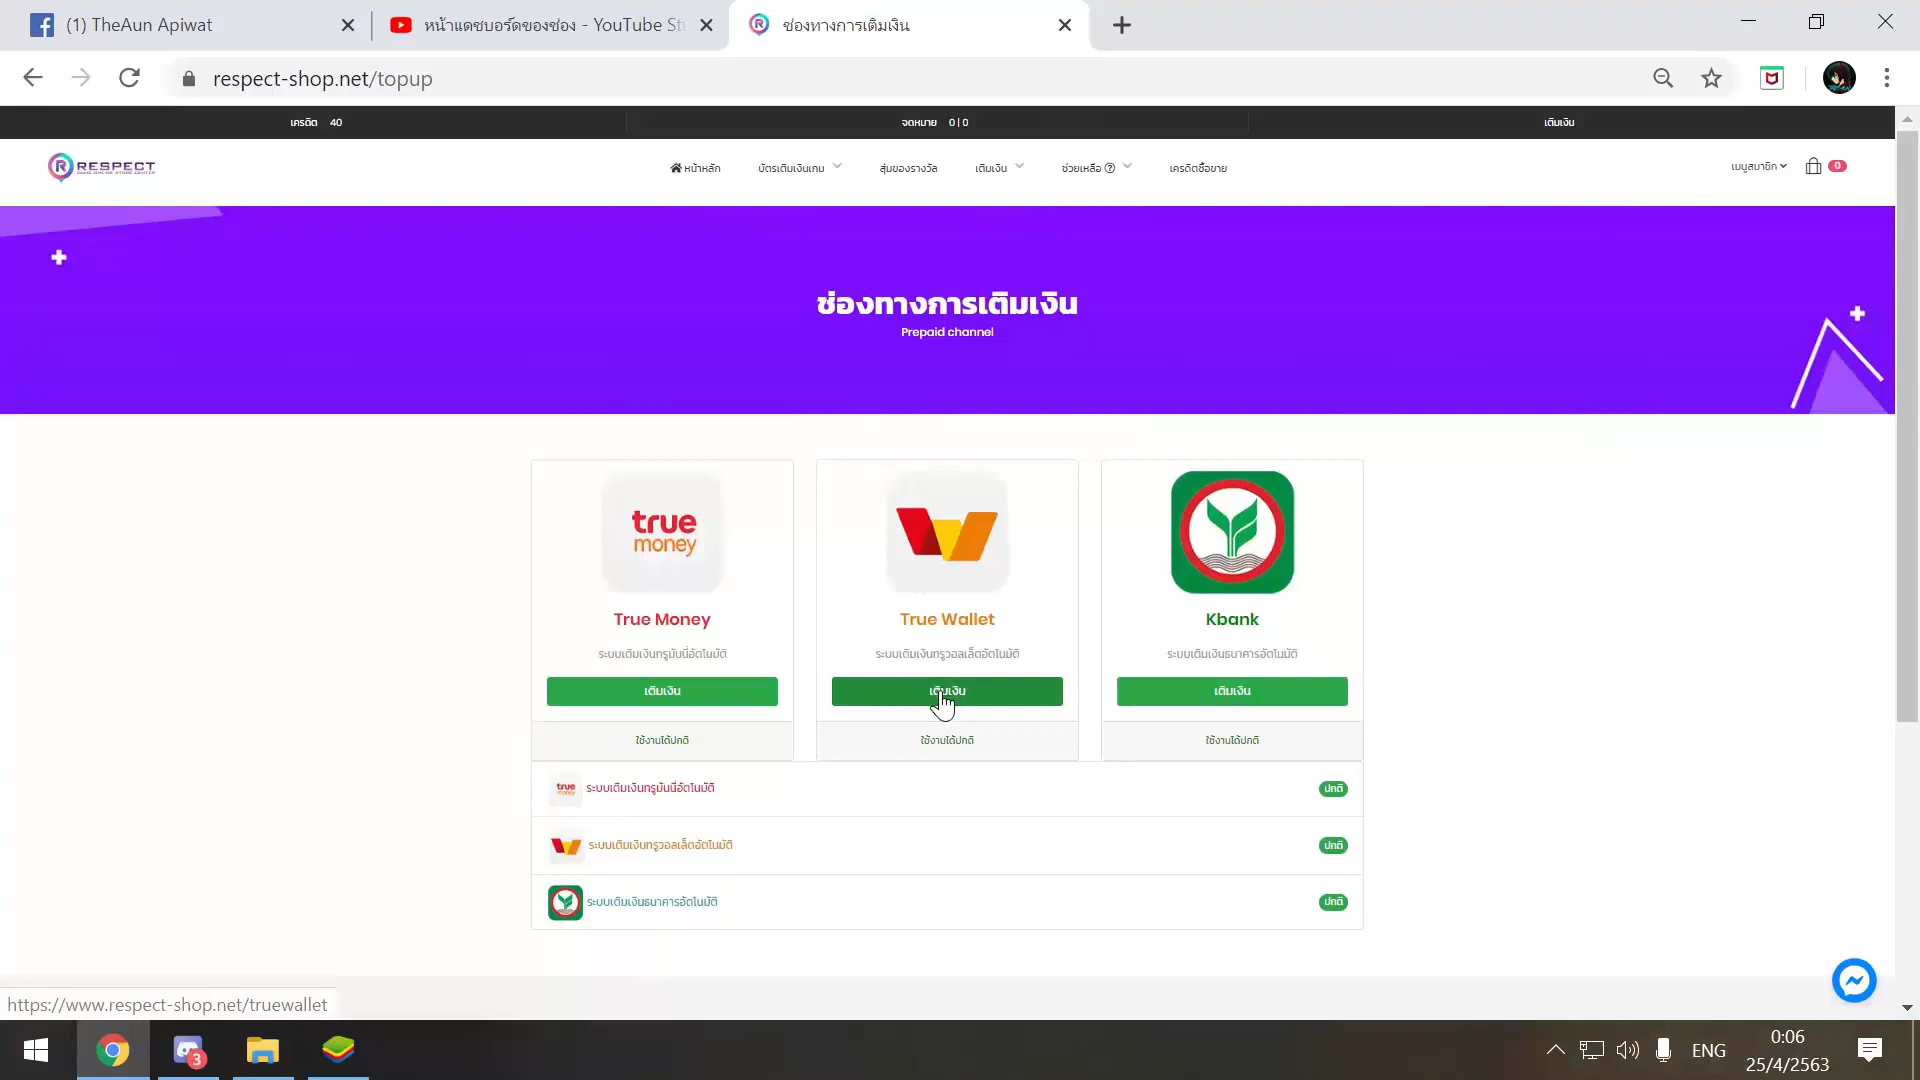 (1) TheAun Apiwat
หน้าแดชบอร์ดของช่อง - YouTube St
ช่องทางการเติมเงิน
respect-shop.net/topup
เครดิต 40
จดหมาย 0 | 0
เติมเงิน
RESPECT
GAME ONLINE STORE CENTER
หน้าหลัก
บัตรเติมเงินเกม
สุ่มของรางวัล
เติมเงิน
ช่วยเหลือ
เครดิตซื้อขาย
เมนูสมาชิก
0
ช่องทางการเติมเงิน
Prepaid channel
true
money
True Money
ระบบเติมเงินทรูมันนี่อัตโนมัติ
เติมเงิน
ใช้งานได้ปกติ
True Wallet
ระบบเติมเงินทรูวอลเล็ตอัตโนมัติ
เติมเงิน
ใช้งานได้ปกติ
Kbank
ระบบเติมเงินธนาคารอัตโนมัติ
เติมเงิน
ใช้งานได้ปกติ
true
money
ระบบเติมเงินทรูมันนี่อัตโนมัติ
ปกติ
ระบบเติมเงินทรูวอลเล็ตอัตโนมัติ
ปกติ
ระบบเติมเงินธนาคารอัตโนมัติ
ปกติ
https://www.respect-shop.net/truewallet
3
ENG
0:06
25/4/2563